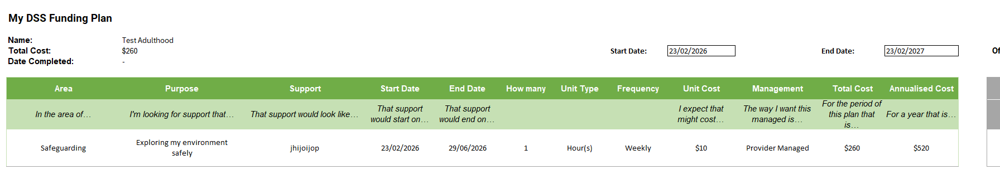 My DSS Funding Plan
Name: Test Adulthood
Total Cost: $260 Start Date: 23/02/2026 End Date: 23/02/2027
Date Completed: -
Area Purpose Support Start Date End Date How many Unit Type Frequency Unit Cost Management Total Cost Annualised Cost
In the area of… I'm looking for support that… That support would look like… That support would start on… That support would end on… I expect that might cost… The way I want this managed is… For the period of this plan that is… For a year that is…
Safeguarding Exploring my environment safely jhijoijop 23/02/2026 29/06/2026 1 Hour(s) Weekly $10 Provider Managed $260 $520